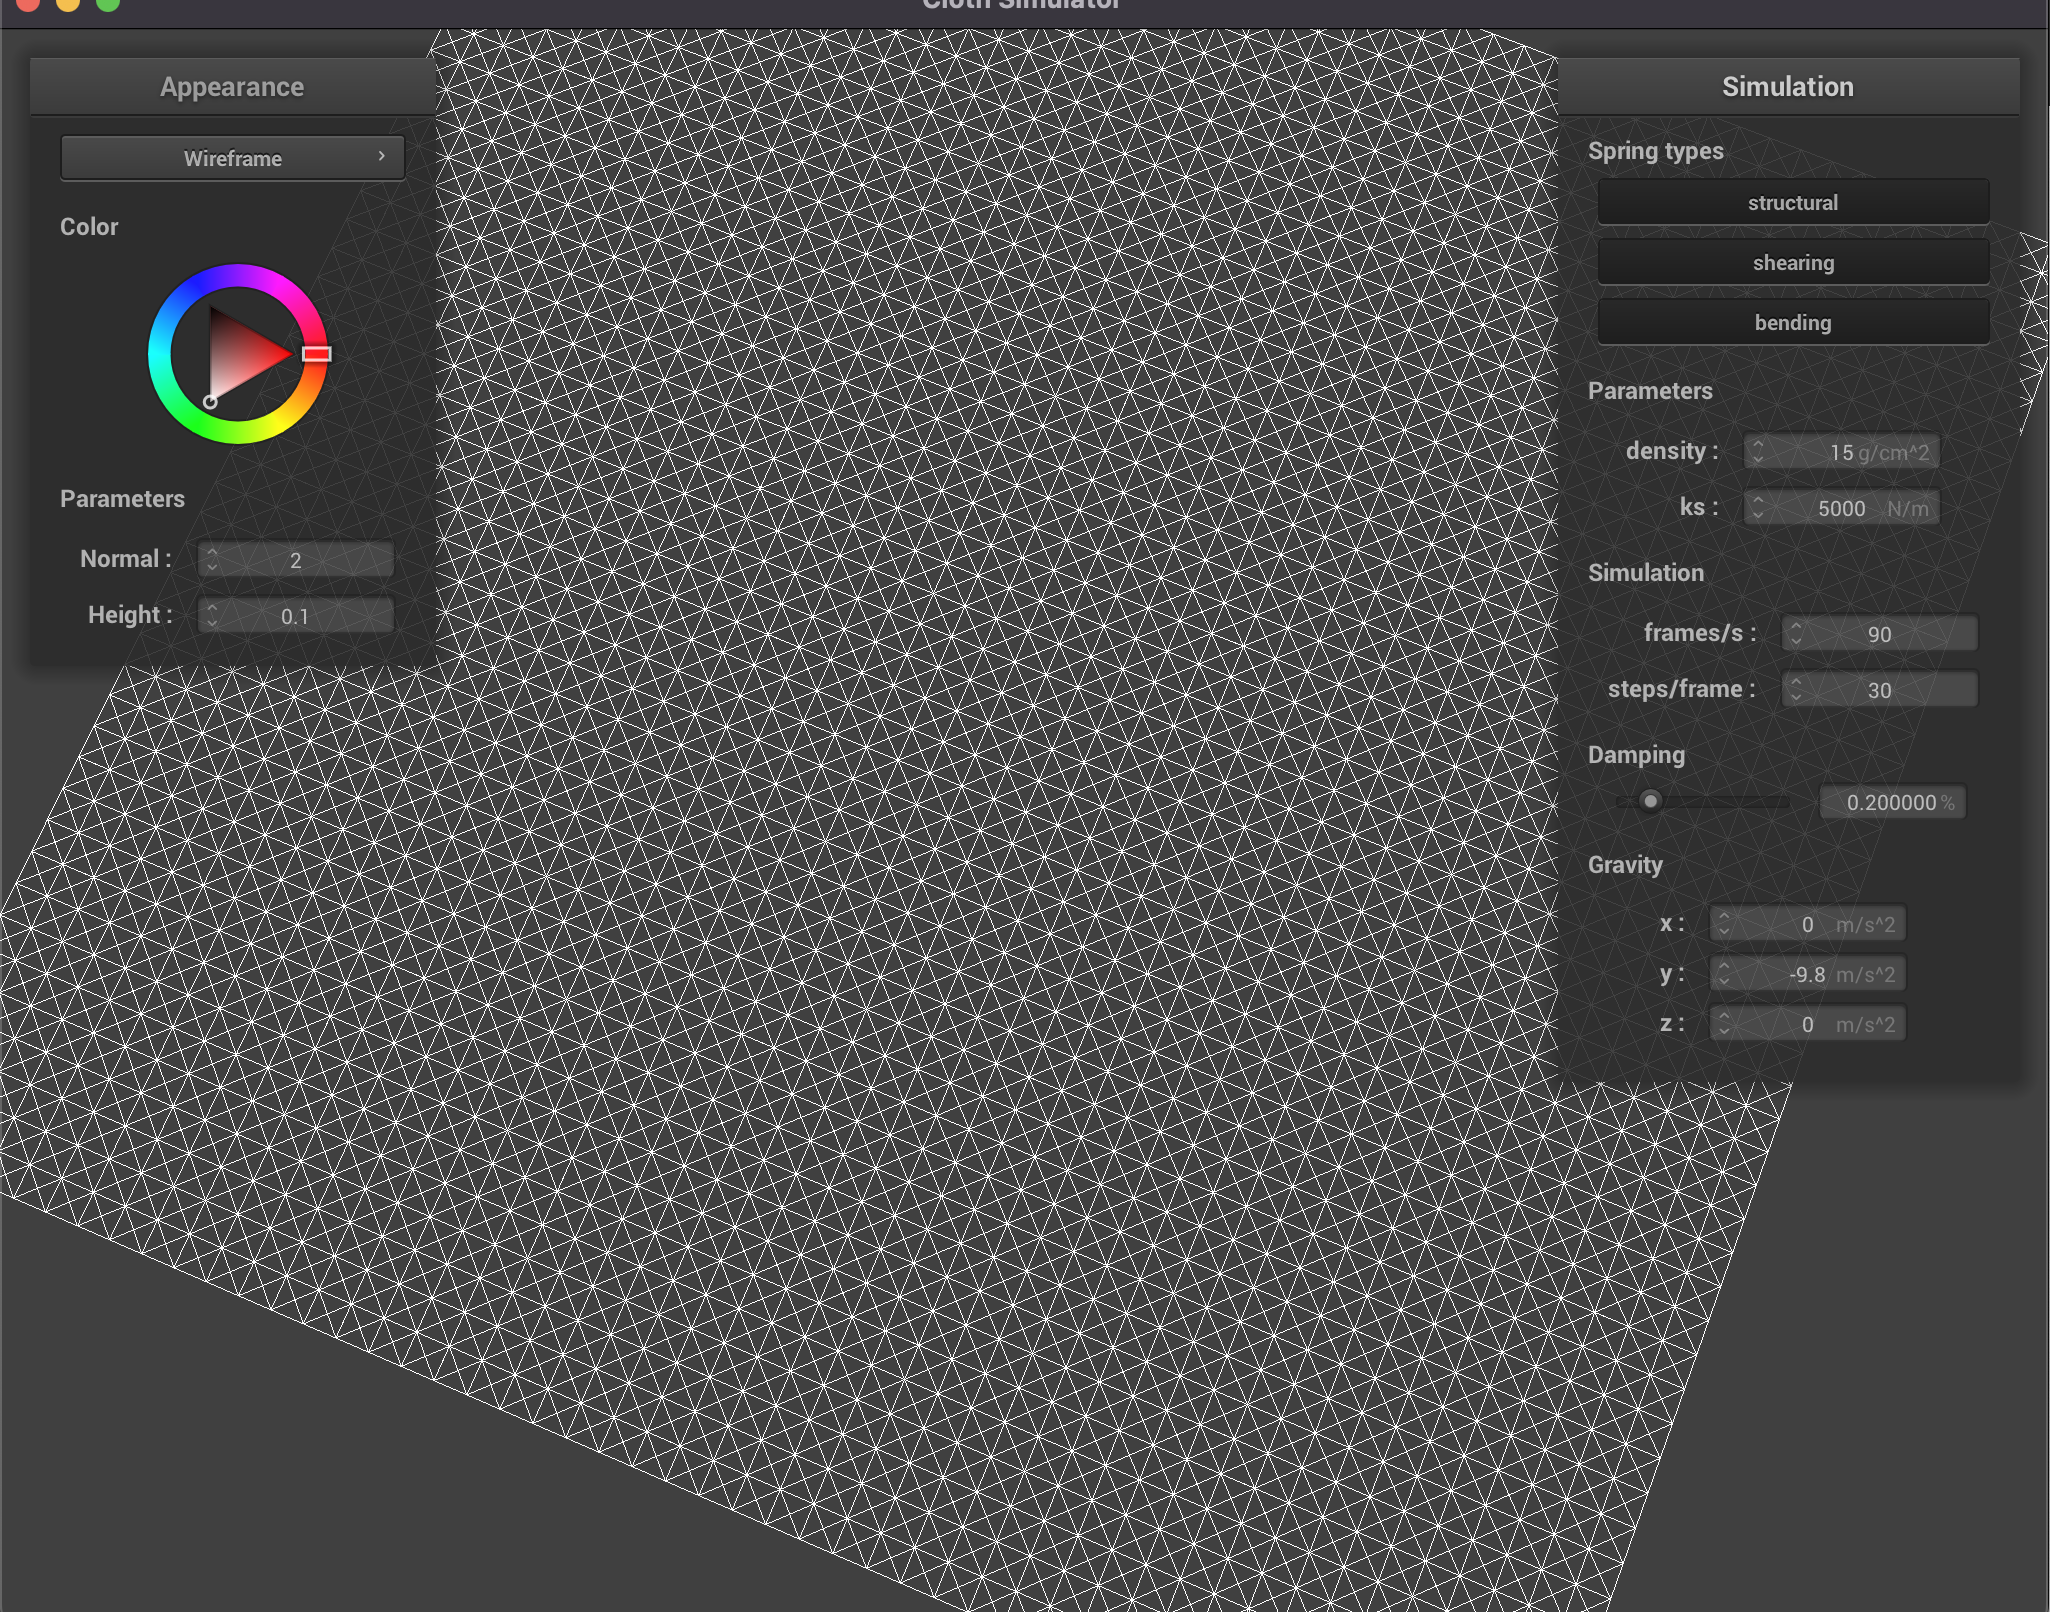 Cloth Simulator
Appearance
Wireframe
Color
Parameters
Normal : 2
Height : 0.1
Simulation
Spring types
structural
shearing
bending
Parameters
density : 15 g/cm^2
ks : 5000 N/m
Simulation
frames/s : 90
steps/frame : 30
Damping
0.200000 %
Gravity
x : 0 m/s^2
y : -9.8 m/s^2
z : 0 m/s^2